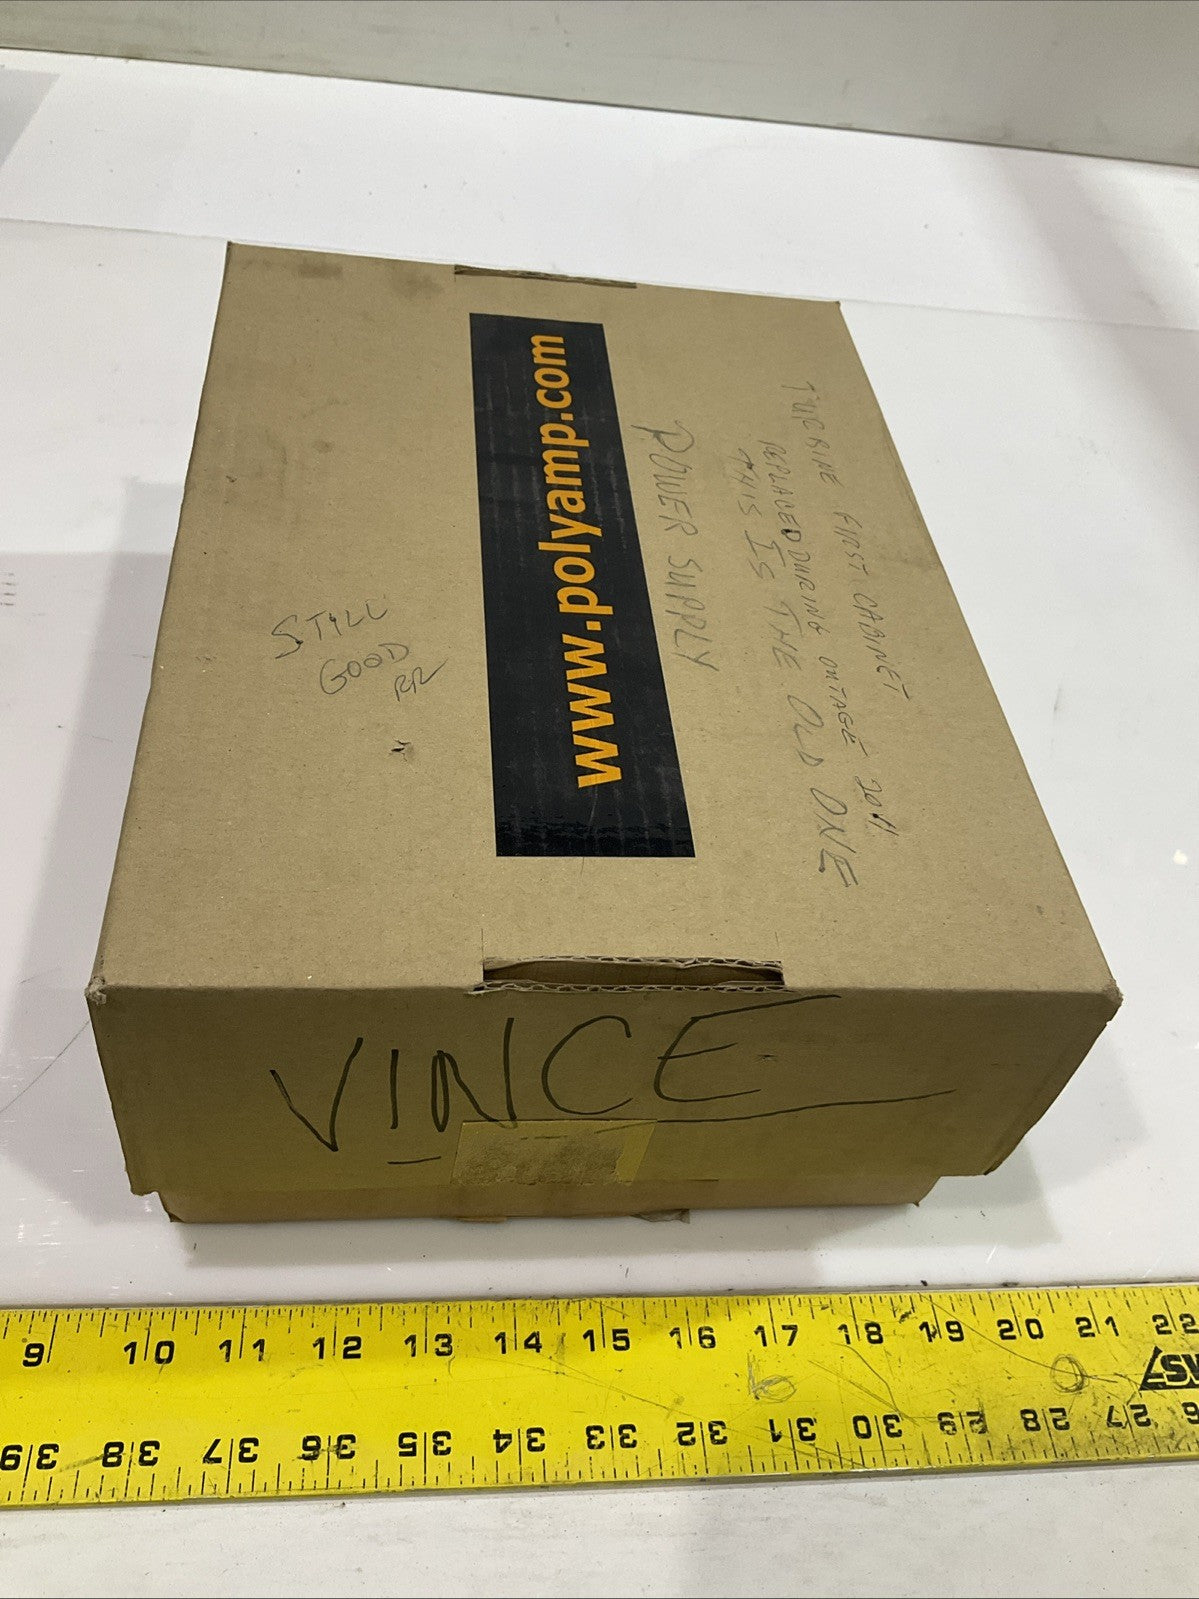 TURBINE FIRST CABINET
REPLACED DURING OUTAGE 2011
THIS IS THE OLD ONE
POWER SUPPLY
www.polyamp.com
STILL
GOOD
RR
VINCE
9 10 11 12 13 14 15 16 17 18 19 20 21 22
39 38 37 36 35 34 33 32 31 30 29 28 27